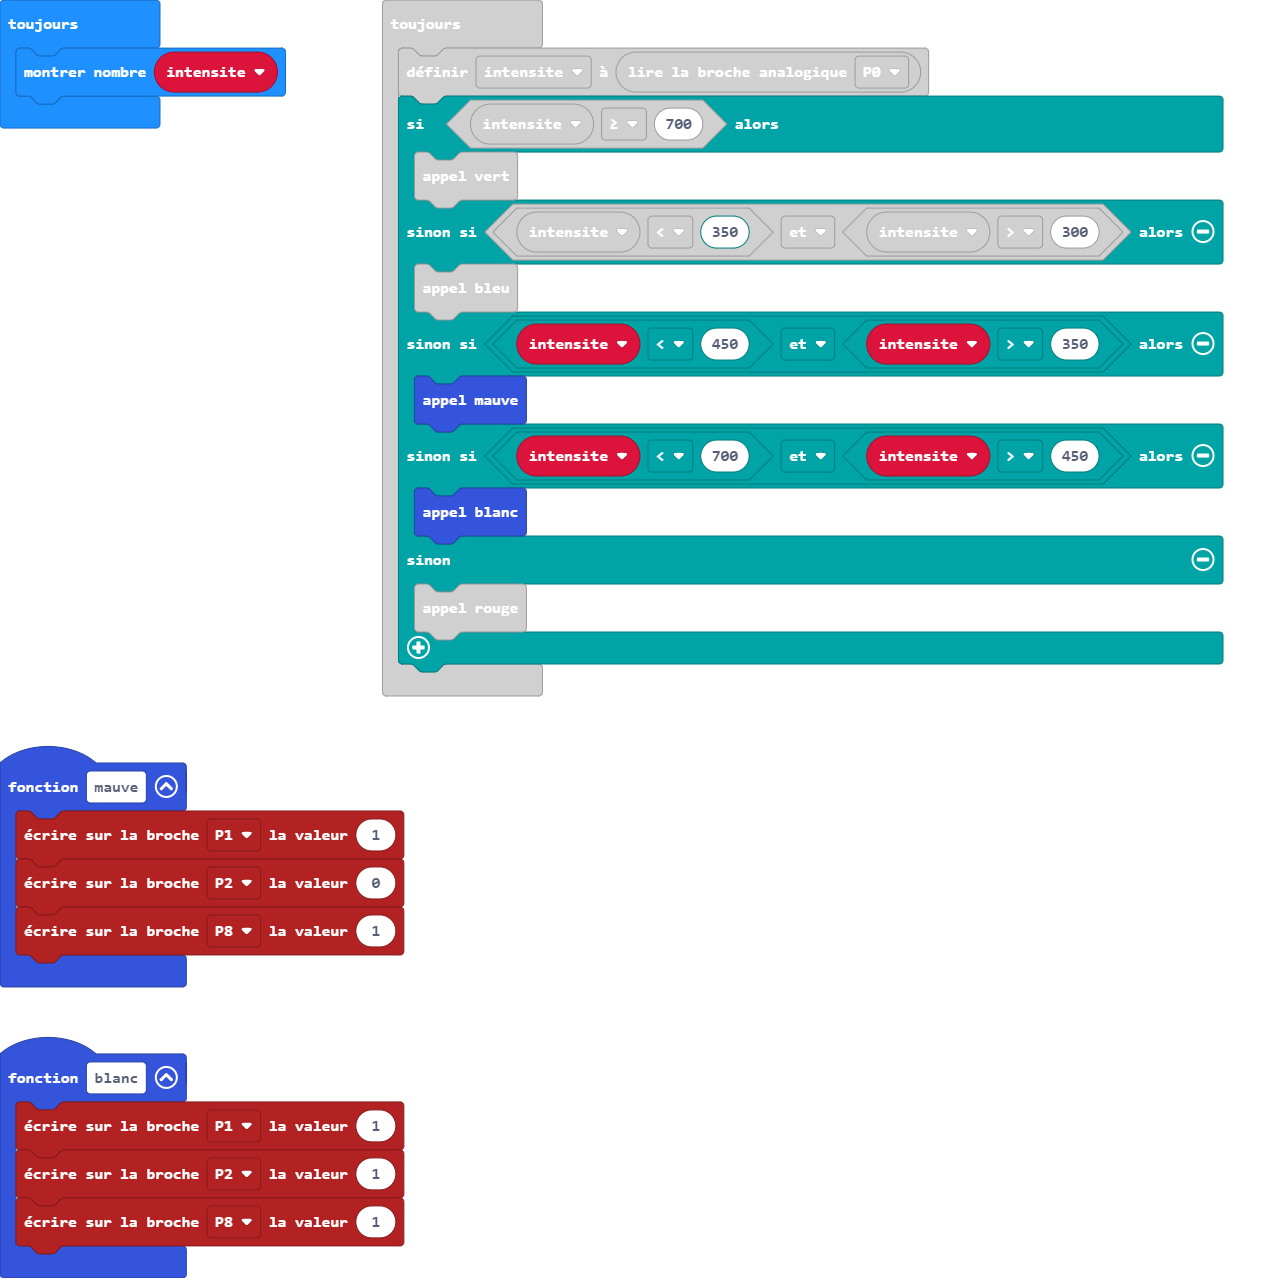 toujours
montrer nombre intensite
toujours
définir intensite à lire la broche analogique P0
si intensite ≥ 700 alors
appel vert
sinon si intensite < 350 et intensite > 300 alors
appel bleu
sinon si intensite < 450 et intensite > 350 alors
appel mauve
sinon si intensite < 700 et intensite > 450 alors
appel blanc
sinon
appel rouge
fonction mauve
écrire sur la broche P1 la valeur 1
écrire sur la broche P2 la valeur 0
écrire sur la broche P8 la valeur 1
fonction blanc
écrire sur la broche P1 la valeur 1
écrire sur la broche P2 la valeur 1
écrire sur la broche P8 la valeur 1